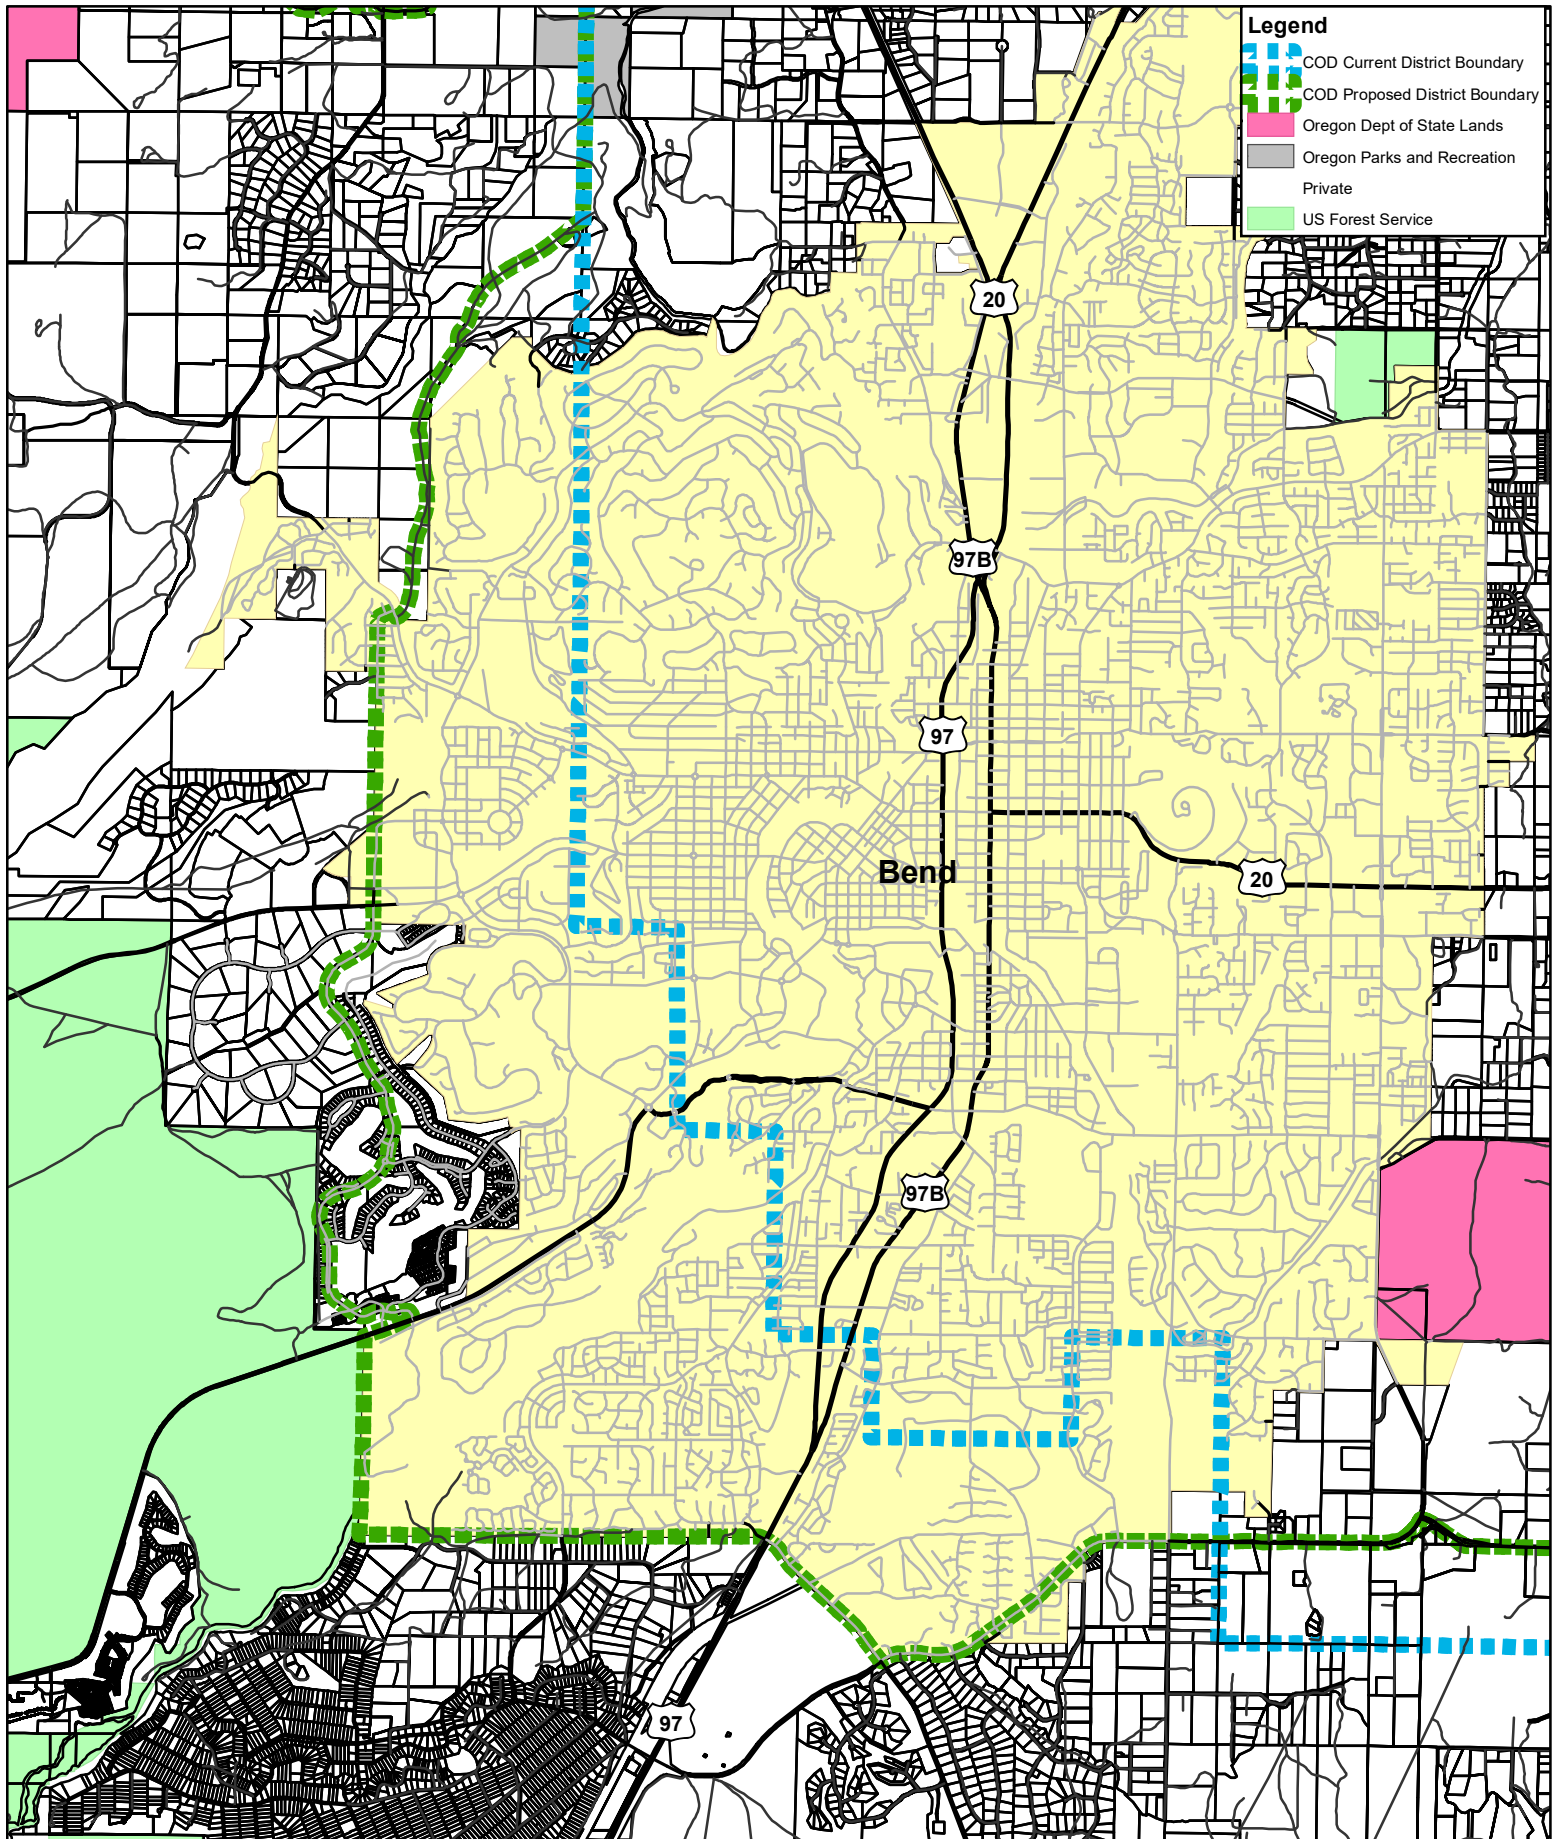 Legend
COD Current District Boundary
COD Proposed District Boundary
Oregon Dept of State Lands
Oregon Parks and Recreation
Private
US Forest Service
20
97B
97
Bend
20
97B
97